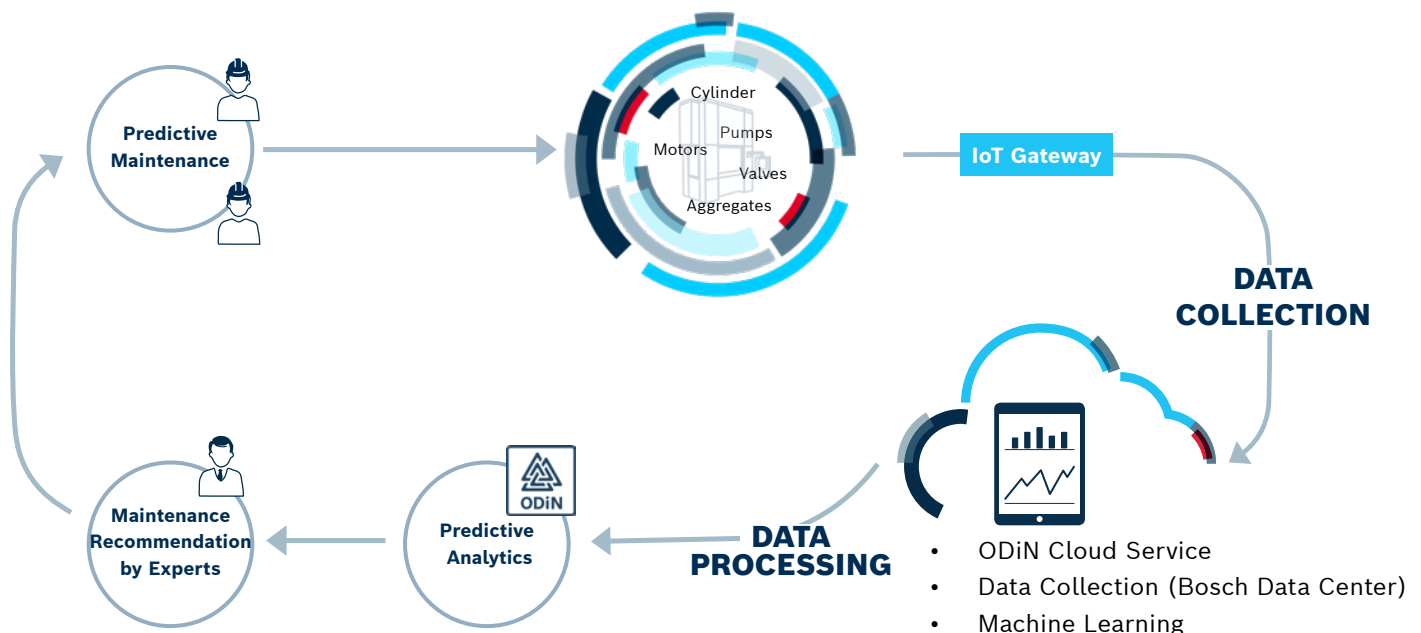 Predictive
Maintenance
Cylinder
Pumps
Motors
Valves
Aggregates
IoT Gateway
DATA
COLLECTION
• ODiN Cloud Service
• Data Collection (Bosch Data Center)
• Machine Learning
DATA
PROCESSING
ODiN
Predictive
Analytics
Maintenance
Recommendation
by Experts